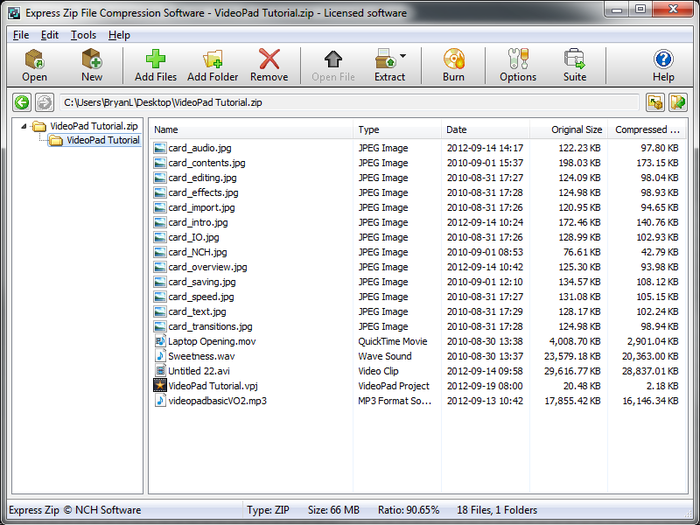 Express Zip File Compression Software - VideoPad Tutorial.zip - Licensed software
File Edit Tools Help
Open New Add Files Add Folder Remove Open File Extract Burn Options Suite Help
C:\Users\BryanL\Desktop\VideoPad Tutorial.zip
VideoPad Tutorial.zip
VideoPad Tutorial
Name Type Date Original Size Compressed ...
card_audio.jpg JPEG Image 2012-09-14 14:17 122.23 KB 97.80 KB
card_contents.jpg JPEG Image 2010-09-01 15:37 198.03 KB 173.15 KB
card_editing.jpg JPEG Image 2010-08-31 17:27 124.09 KB 98.04 KB
card_effects.jpg JPEG Image 2010-08-31 17:28 124.98 KB 98.93 KB
card_import.jpg JPEG Image 2010-08-31 17:26 120.95 KB 94.65 KB
card_intro.jpg JPEG Image 2012-09-14 10:24 172.46 KB 140.76 KB
card_IO.jpg JPEG Image 2010-08-31 17:26 128.99 KB 102.93 KB
card_NCH.jpg JPEG Image 2010-09-01 08:53 76.61 KB 42.79 KB
card_overview.jpg JPEG Image 2012-09-14 10:42 125.30 KB 93.98 KB
card_saving.jpg JPEG Image 2010-09-01 12:10 134.57 KB 108.12 KB
card_speed.jpg JPEG Image 2010-08-31 17:27 131.08 KB 105.15 KB
card_text.jpg JPEG Image 2010-08-31 17:29 128.17 KB 102.24 KB
card_transitions.jpg JPEG Image 2010-08-31 17:28 124.98 KB 98.94 KB
Laptop Opening.mov QuickTime Movie 2010-08-30 13:38 4,008.70 KB 2,901.04 KB
Sweetness.wav Wave Sound 2010-08-30 13:37 23,579.18 KB 20,363.00 KB
Untitled 22.avi Video Clip 2012-09-14 09:58 29,616.77 KB 28,837.01 KB
VideoPad Tutorial.vpj VideoPad Project 2012-09-19 08:00 20.48 KB 2.18 KB
videopadbasicVO2.mp3 MP3 Format So... 2012-09-13 10:42 17,855.42 KB 16,146.34 KB
Express Zip © NCH Software Type: ZIP Size: 66 MB Ratio: 90.65% 18 Files, 1 Folders